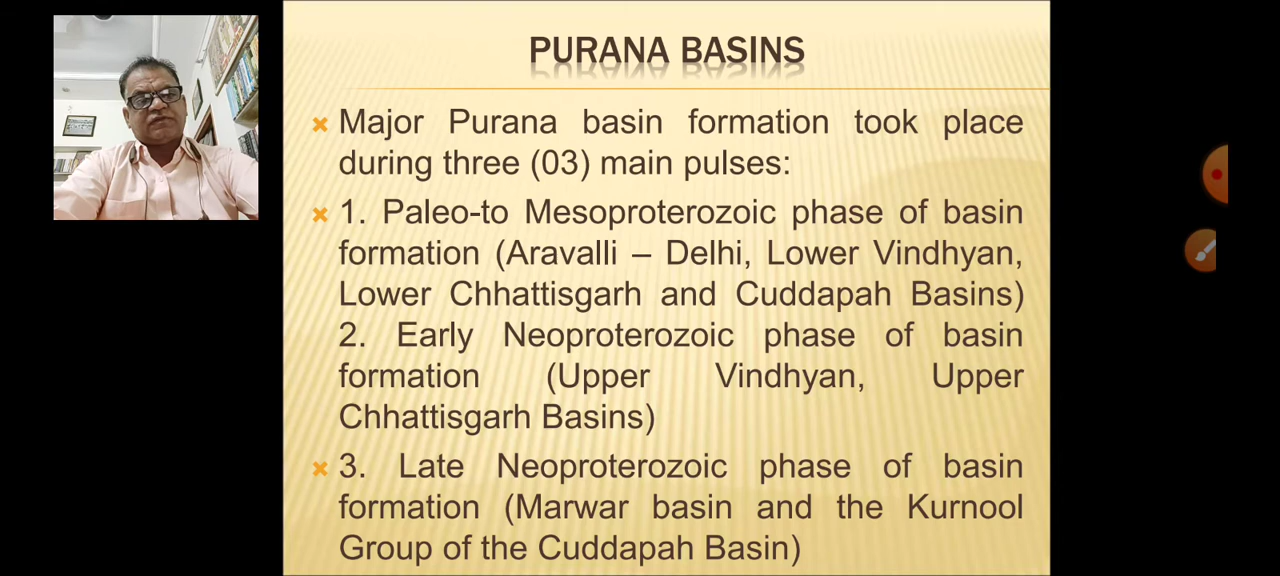 PURANA BASINS
Major Purana basin formation took place
during three (03) main pulses:
1. Paleo-to Mesoproterozoic phase of basin
formation (Aravalli – Delhi, Lower Vindhyan,
Lower Chhattisgarh and Cuddapah Basins)
2. Early Neoproterozoic phase of basin
formation (Upper Vindhyan, Upper
Chhattisgarh Basins)
3. Late Neoproterozoic phase of basin
formation (Marwar basin and the Kurnool
Group of the Cuddapah Basin)